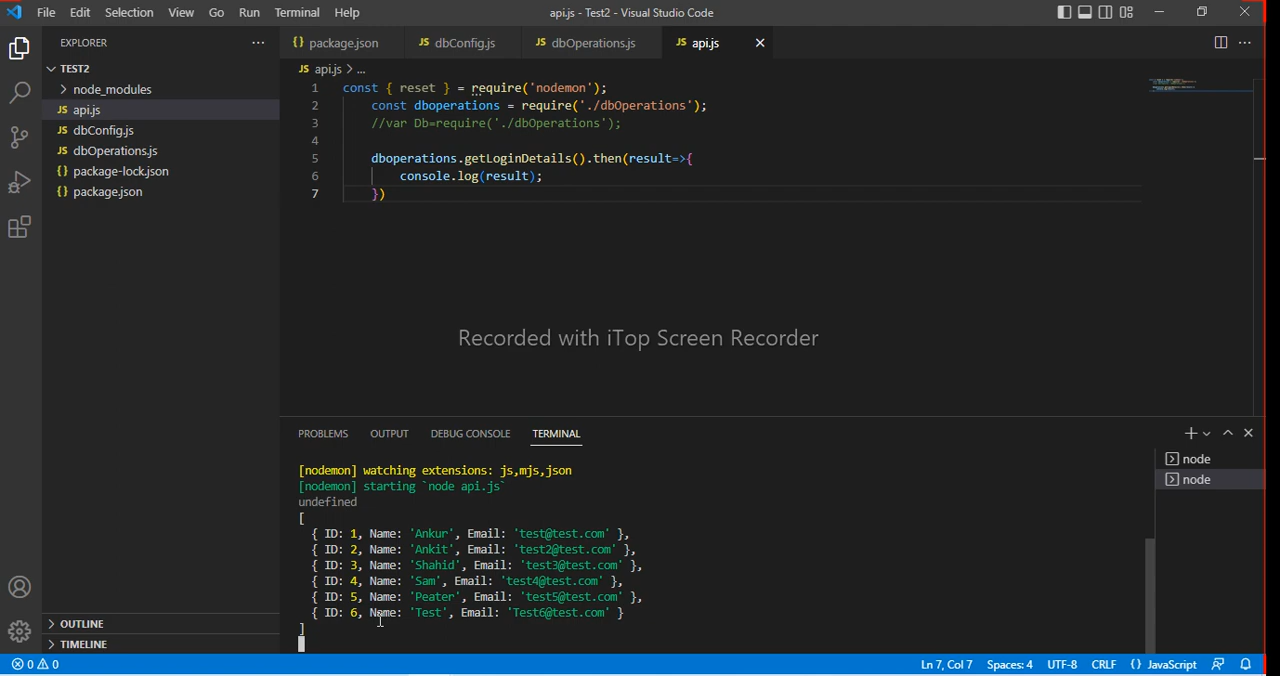 File Edit Selection View Go Run Terminal Help
api.js - Test2 - Visual Studio Code
EXPLORER
TEST2
node_modules
JS api.js
JS dbConfig.js
JS dbOperations.js
{} package-lock.json
{} package.json
OUTLINE
TIMELINE
{} package.json JS dbConfig.js JS dbOperations.js JS api.js
JS api.js > ...
1 const { reset } = require('nodemon');
2 const dboperations = require('./dbOperations');
3 //var Db=require('./dbOperations');
4
5 dboperations.getLoginDetails().then(result=>{
6 console.log(result);
7 })
Recorded with iTop Screen Recorder
PROBLEMS OUTPUT DEBUG CONSOLE TERMINAL
[nodemon] watching extensions: js,mjs,json
[nodemon] starting `node api.js`
undefined
[
{ ID: 1, Name: 'Ankur', Email: 'test@test.com' },
{ ID: 2, Name: 'Ankit', Email: 'test2@test.com' },
{ ID: 3, Name: 'Shahid', Email: 'test3@test.com' },
{ ID: 4, Name: 'Sam', Email: 'test4@test.com' },
{ ID: 5, Name: 'Peater', Email: 'test5@test.com' },
{ ID: 6, Name: 'Test', Email: 'Test6@test.com' }
]
node
node
0 0
Ln 7, Col 7 Spaces: 4 UTF-8 CRLF {} JavaScript